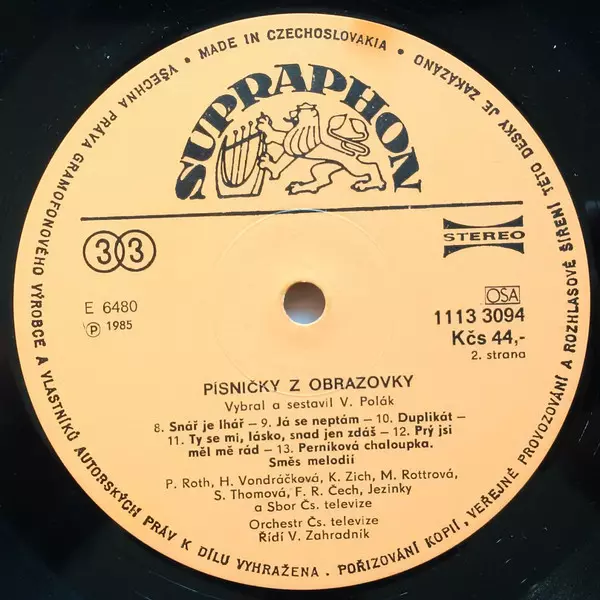 VŠECHNA PRÁVA GRAMOFONOVÉHO VÝROBCE A VLASTNÍKŮ AUTORSKÝCH PRÁV K DÍLU VYHRAŽENA. POŘIZOVÁNÍ KOPIÍ, VEŘEJNÉ PROVOZOVÁNÍ A ROZHLASOVÉ ŠÍŘENÍ TÉTO DESKY JE ZAKÁZÁNO • MADE IN CZECHOSLOVAKIA •
SUPRAPHON
33
STEREO
E 6480
℗ 1985
OSA
1113 3094
Kčs 44,-
2. strana
PÍSNIČKY Z OBRAZOVKY
Vybral a sestavil V. Polák
8. Snář je lhář – 9. Já se neptám – 10. Duplikát –
11. Ty se mi, lásko, snad jen zdáš – 12. Prý jsi
měl mě rád – 13. Perníková chaloupka.
Směs melodií
P. Roth, H. Vondráčková, K. Zich, M. Rottrová,
S. Thomová, F. R. Čech, Jezinky
a Sbor Čs. televize
Orchestr Čs. televize
Řídí V. Zahradník